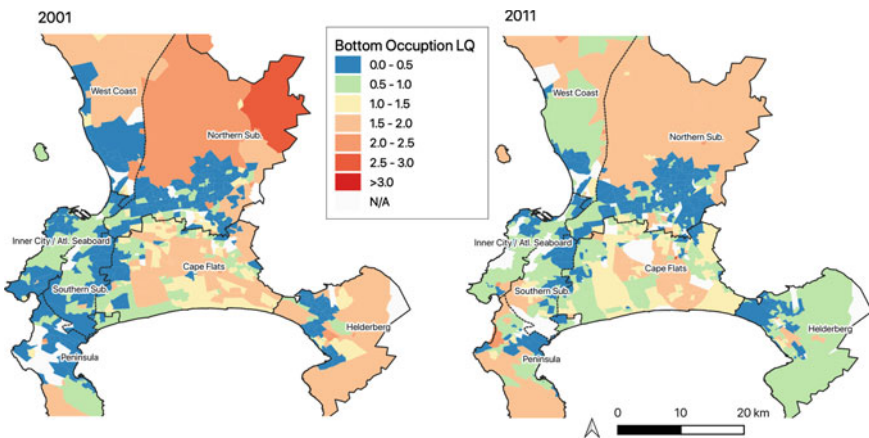 2001
2011
Bottom Occuption LQ
0.0 - 0.5
0.5 - 1.0
1.0 - 1.5
1.5 - 2.0
2.0 - 2.5
2.5 - 3.0
>3.0
N/A
West Coast
Northern Sub.
Inner City / Atl. Seaboard
Cape Flats
Southern Sub.
Helderberg
Peninsula
West Coast
Northern Sub.
Inner City / Atl. Seaboard
Cape Flats
Southern Sub.
Helderberg
Peninsula
0 10 20 km